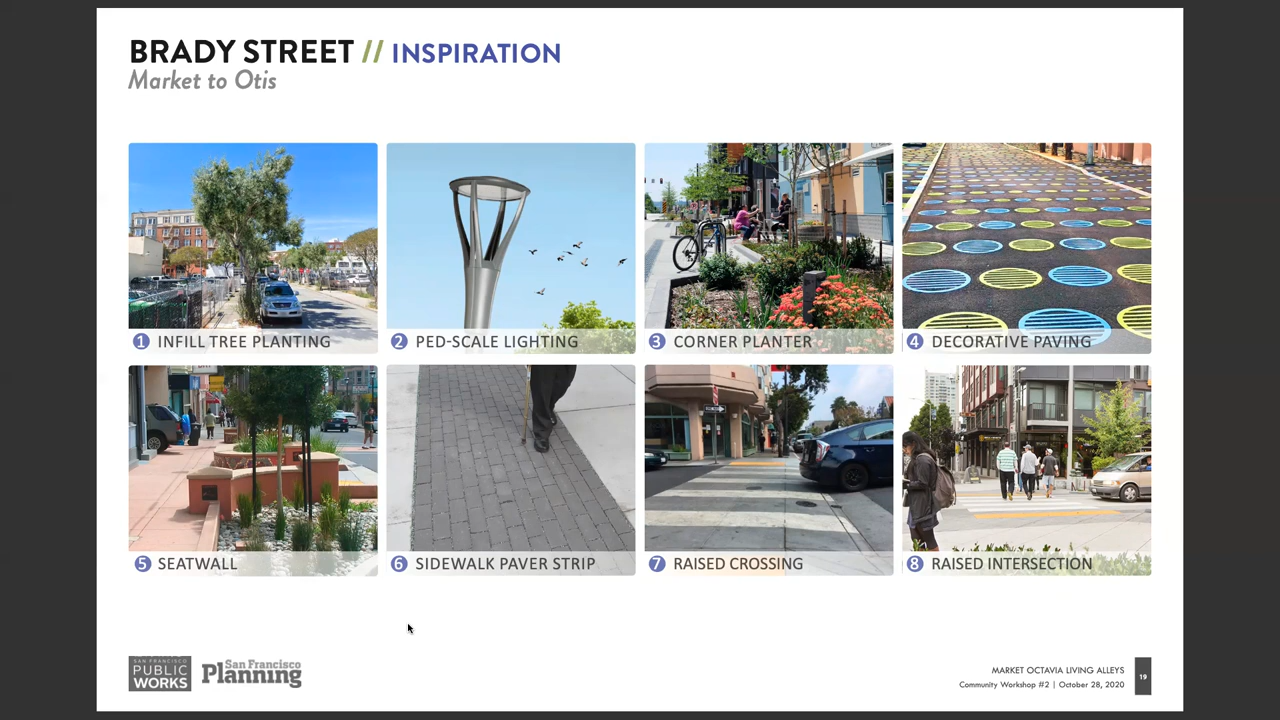 BRADY STREET // INSPIRATION
Market to Otis
1 INFILL TREE PLANTING
2 PED-SCALE LIGHTING
3 CORNER PLANTER
4 DECORATIVE PAVING
5 SEATWALL
6 SIDEWALK PAVER STRIP
7 RAISED CROSSING
8 RAISED INTERSECTION
SAN FRANCISCO
PUBLIC
WORKS
San Francisco
Planning
MARKET OCTAVIA LIVING ALLEYS
Community Workshop #2 | October 28, 2020
19